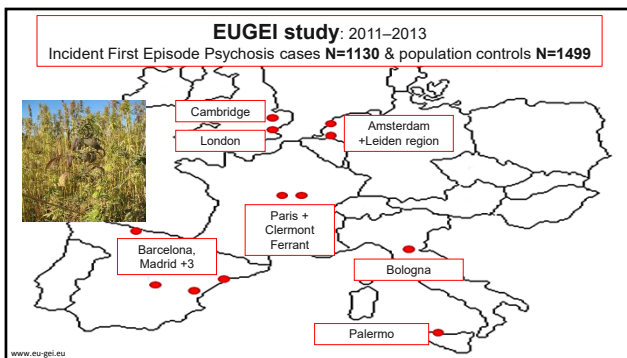 EUGEI study: 2011–2013
Incident First Episode Psychosis cases N=1130 & population controls N=1499
Cambridge
London
Amsterdam
+Leiden region
Paris +
Clermont
Ferrant
Barcelona,
Madrid +3
Bologna
Palermo
www.eu-gei.eu